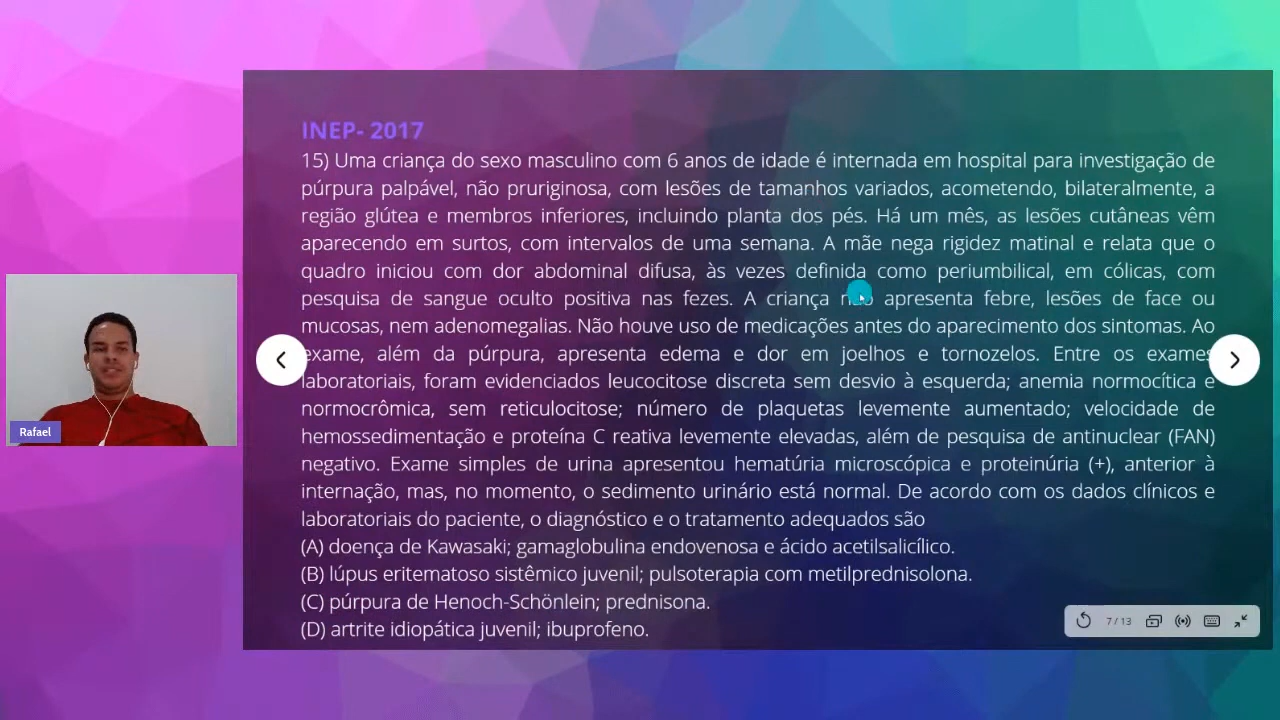 INEP- 2017
15) Uma criança do sexo masculino com 6 anos de idade é internada em hospital para investigação de
púrpura palpável, não pruriginosa, com lesões de tamanhos variados, acometendo, bilateralmente, a
região glútea e membros inferiores, incluindo planta dos pés. Há um mês, as lesões cutâneas vêm
aparecendo em surtos, com intervalos de uma semana. A mãe nega rigidez matinal e relata que o
quadro iniciou com dor abdominal difusa, às vezes definida como periumbilical, em cólicas, com
pesquisa de sangue oculto positiva nas fezes. A criança apresenta febre, lesões de face ou
mucosas, nem adenomegalias. Não houve uso de medicações antes do aparecimento dos sintomas. Ao
exame, além da púrpura, apresenta edema e dor em joelhos e tornozelos. Entre os exames
laboratoriais, foram evidenciados leucocitose discreta sem desvio à esquerda; anemia normocítica e
normocrômica, sem reticulocitose; número de plaquetas levemente aumentado; velocidade de
hemossedimentação e proteína C reativa levemente elevadas, além de pesquisa de antinuclear (FAN)
negativo. Exame simples de urina apresentou hematúria microscópica e proteinúria (+), anterior à
internação, mas, no momento, o sedimento urinário está normal. De acordo com os dados clínicos e
laboratoriais do paciente, o diagnóstico e o tratamento adequados são
(A) doença de Kawasaki; gamaglobulina endovenosa e ácido acetilsalicílico.
(B) lúpus eritematoso sistêmico juvenil; pulsoterapia com metilprednisolona.
(C) púrpura de Henoch-Schönlein; prednisona.
(D) artrite idiopática juvenil; ibuprofeno.
Rafael
7 / 13